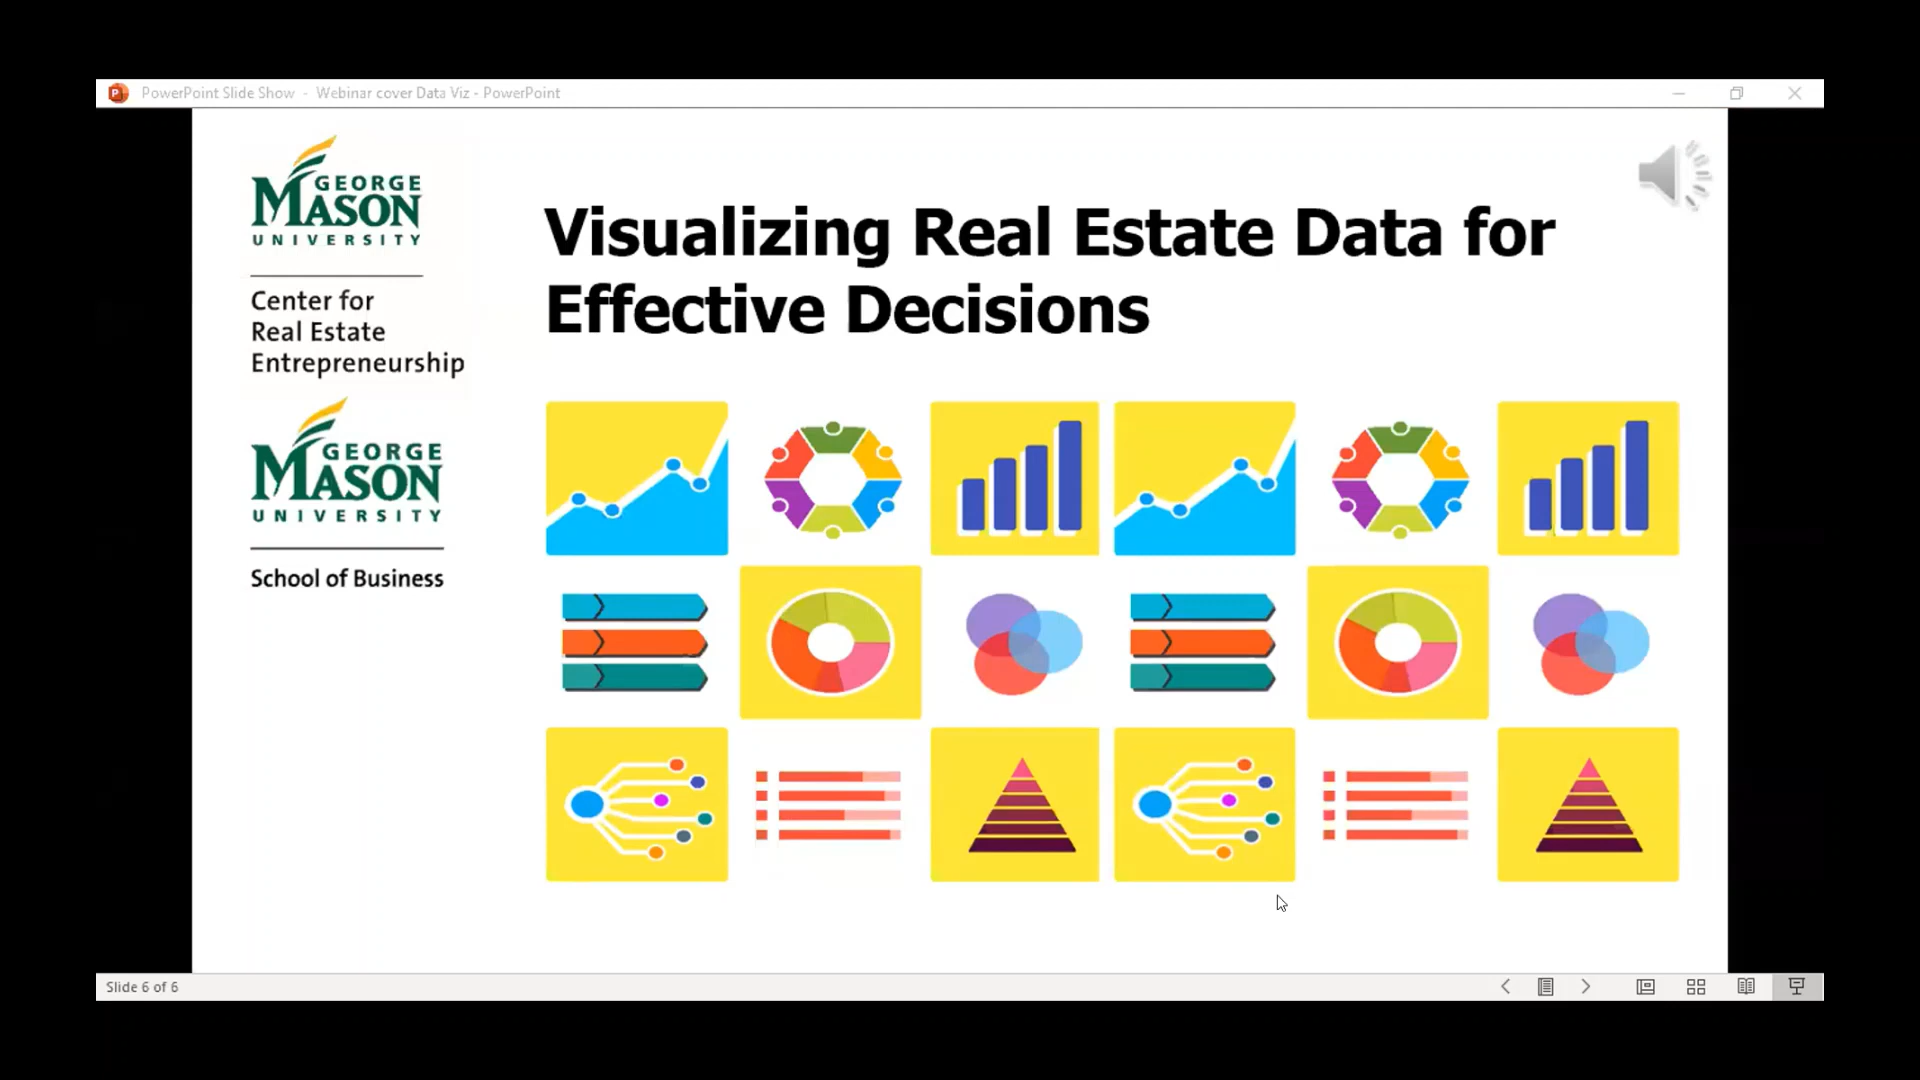 PowerPoint Slide Show - Webinar cover Data Viz - PowerPoint
GEORGE
MASON
UNIVERSITY
Center for
Real Estate
Entrepreneurship
GEORGE
MASON
UNIVERSITY
School of Business
Visualizing Real Estate Data for
Effective Decisions
Slide 6 of 6